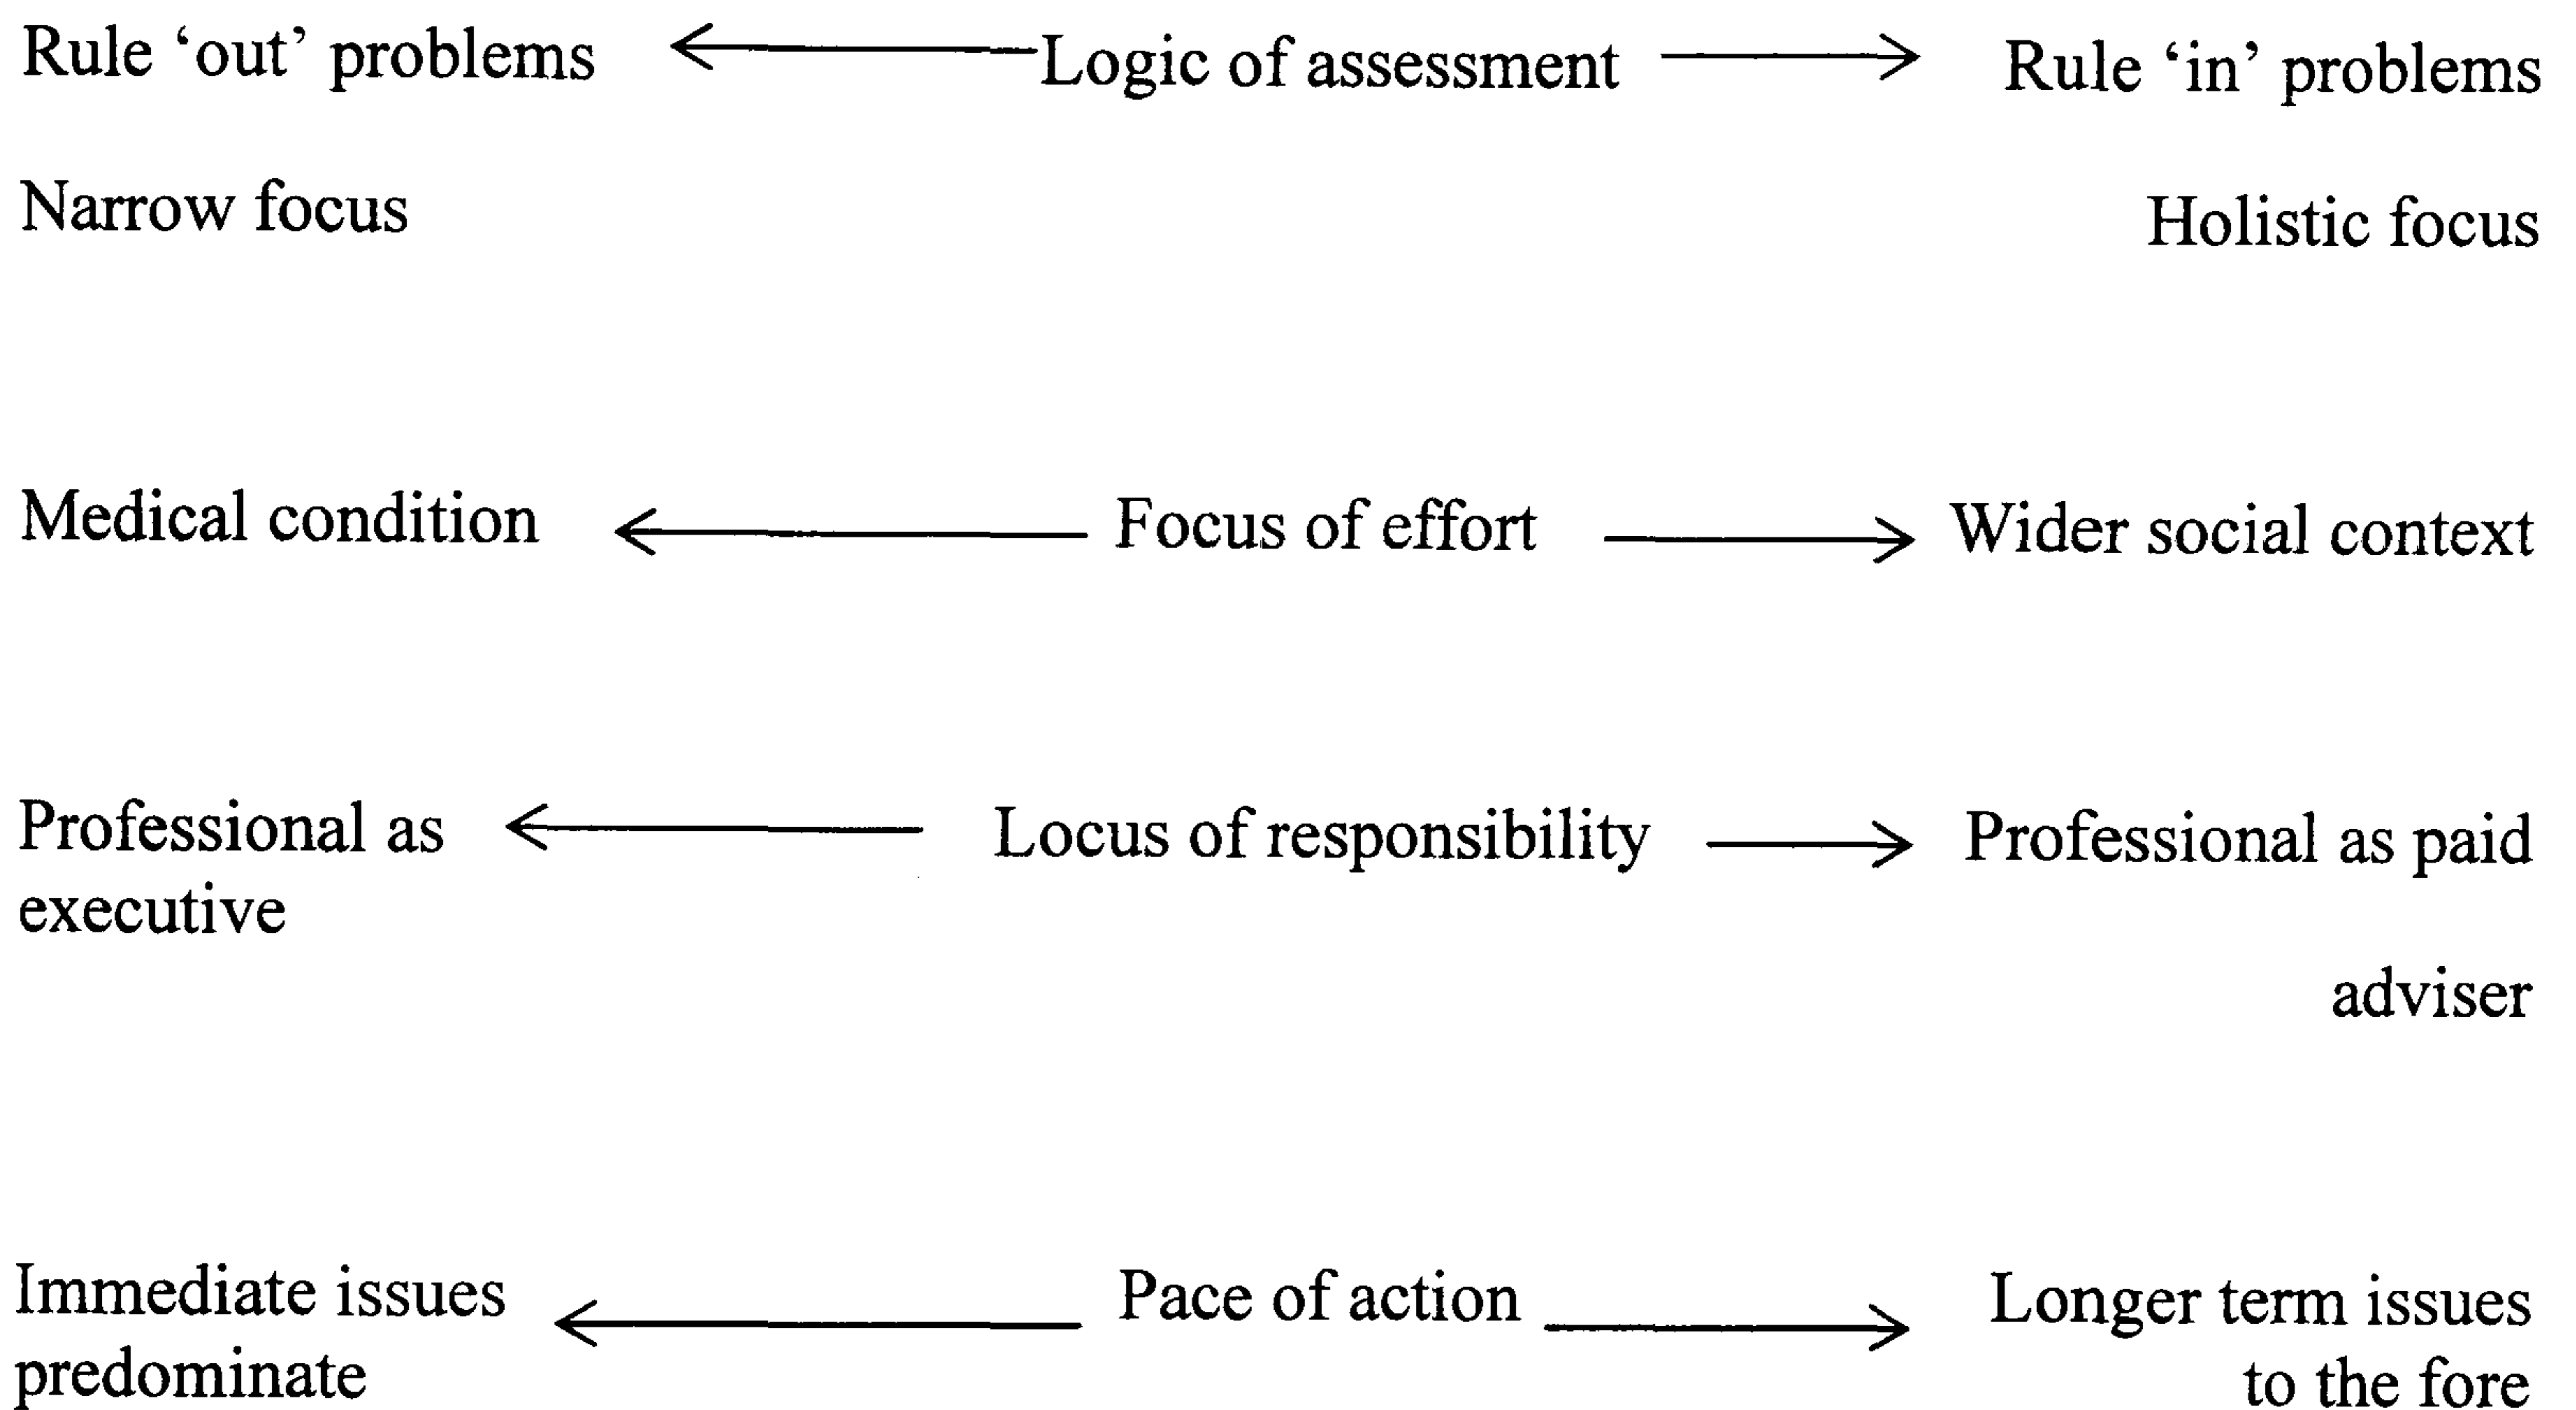 Rule ‘out’ problems Logic of assessment Rule ‘in’ problems
Narrow focus Holistic focus
Medical condition Focus of effort Wider social context
Professional as Locus of responsibility Professional as paid
executive
adviser
Immediate issues Pace of action Longer term issues
predominate to the fore